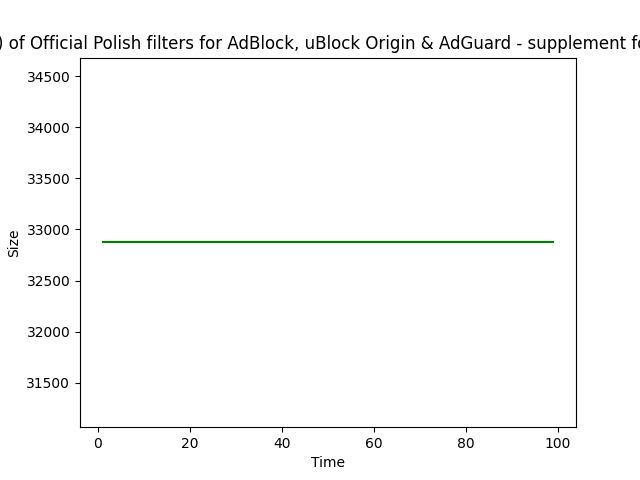 ) of Official Polish filters for AdBlock, uBlock Origin & AdGuard - supplement fo
34500
34000
33500
33000
32500
32000
31500
Size
0 20 40 60 80 100
Time